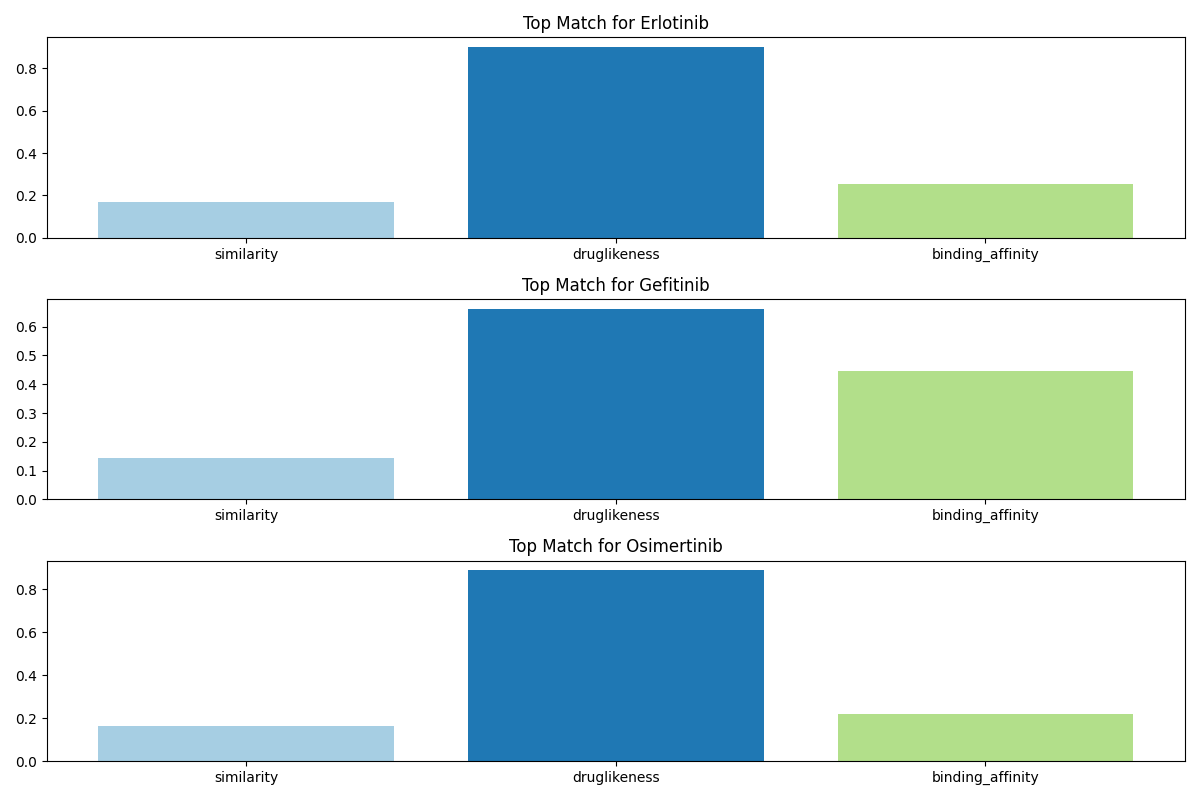 Top Match for Erlotinib
0.8
0.6
0.4
0.2
0.0
similarity druglikeness binding_affinity
Top Match for Gefitinib
0.6
0.5
0.4
0.3
0.2
0.1
0.0
similarity druglikeness binding_affinity
Top Match for Osimertinib
0.8
0.6
0.4
0.2
0.0
similarity druglikeness binding_affinity